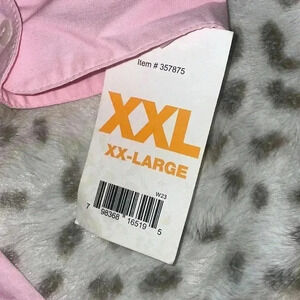 Item # 357875
XXL
XX-LARGE
W23
7 98366 16519 5